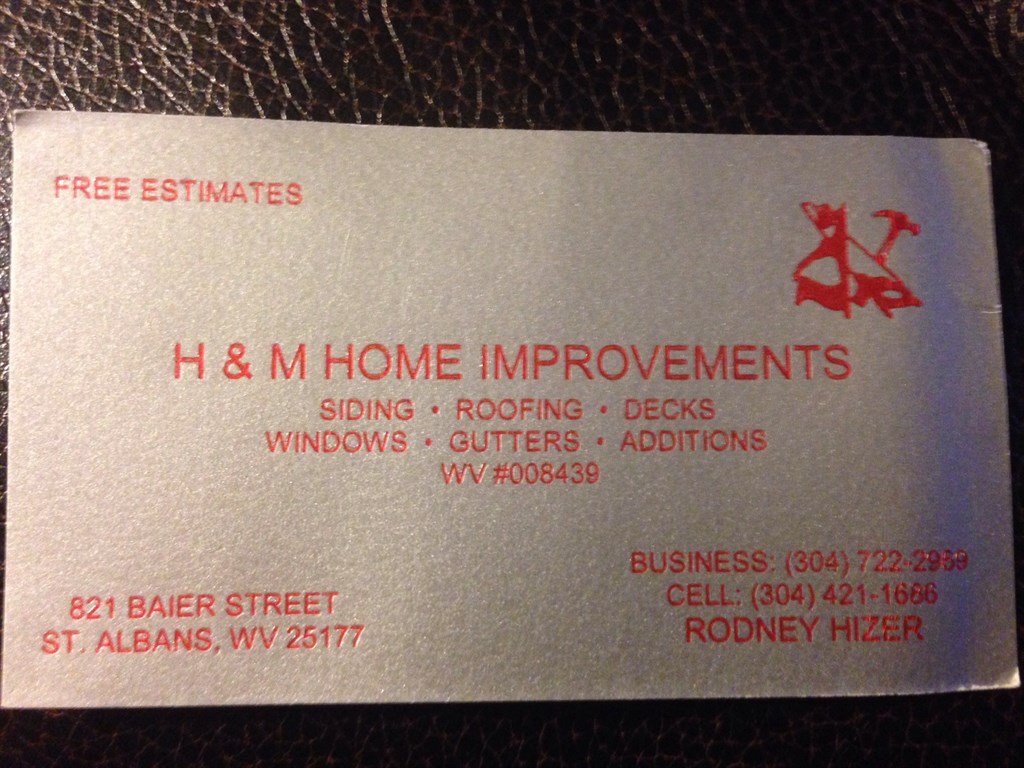 FREE ESTIMATES
H & M HOME IMPROVEMENTS
SIDING • ROOFING • DECKS
WINDOWS • GUTTERS • ADDITIONS
WV #008439
BUSINESS: (304) 722-2969
CELL: (304) 421-1686
RODNEY HIZER
821 BAIER STREET
ST. ALBANS, WV 25177